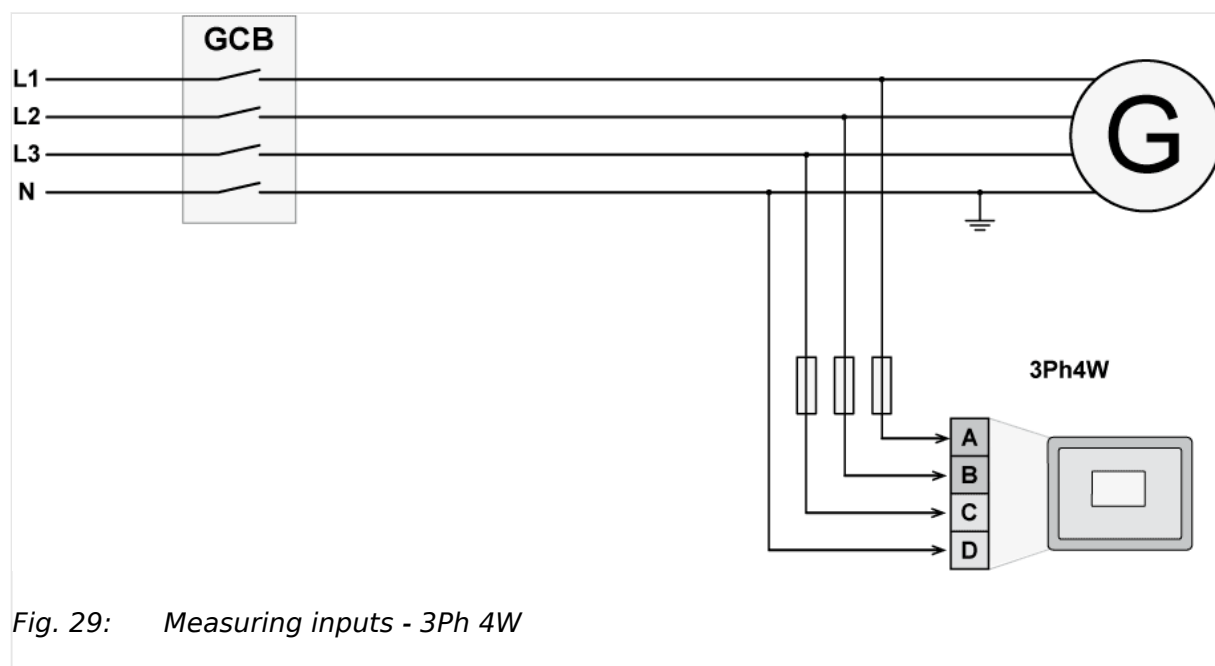 GCB
L1
L2
L3
N
G
3Ph4W
A
B
C
D
Fig. 29: Measuring inputs - 3Ph 4W